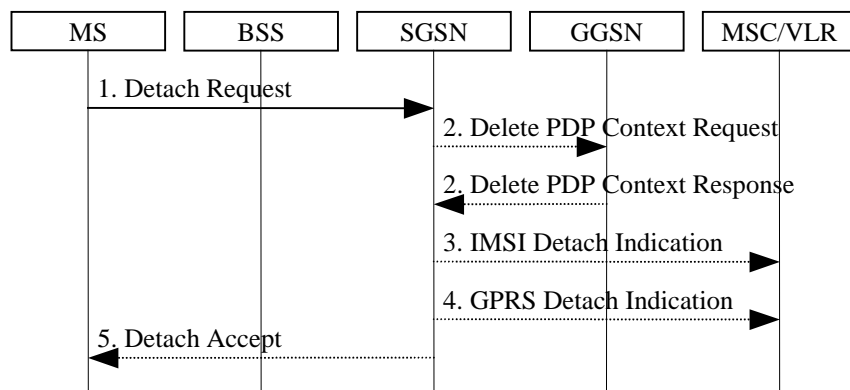 MS
BSS
SGSN
GGSN
MSC/VLR
1. Detach Request
2. Delete PDP Context Request
2. Delete PDP Context Response
3. IMSI Detach Indication
4. GPRS Detach Indication
5. Detach Accept